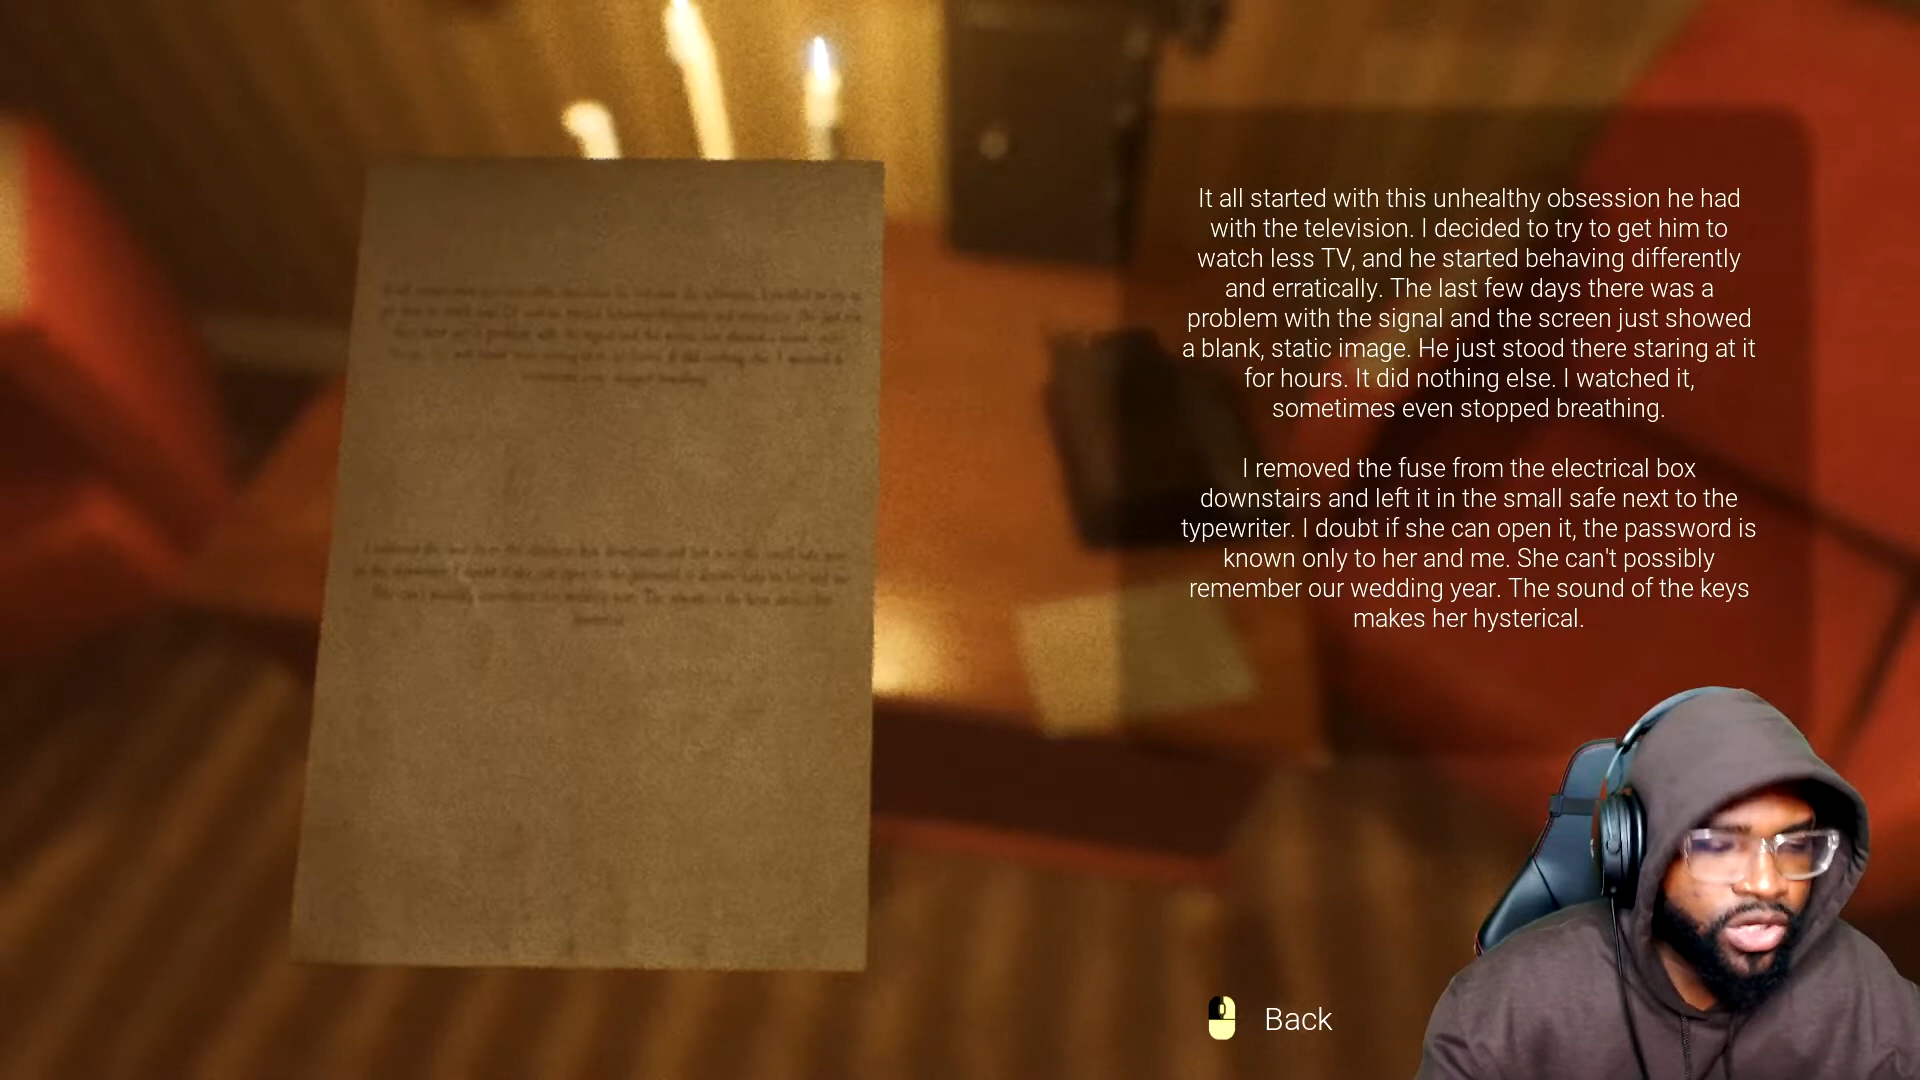 It all started with this unhealthy obsession he had
with the television. I decided to try to get him to
watch less TV, and he started behaving differently
and erratically. The last few days there was a
problem with the signal and the screen just showed
a blank, static image. He just stood there staring at it
for hours. It did nothing else. I watched it,
sometimes even stopped breathing.
I removed the fuse from the electrical box
downstairs and left it in the small safe next to the
typewriter. I doubt if she can open it, the password is
known only to her and me. She can't possibly
remember our wedding year. The sound of the keys
makes her hysterical.
Back